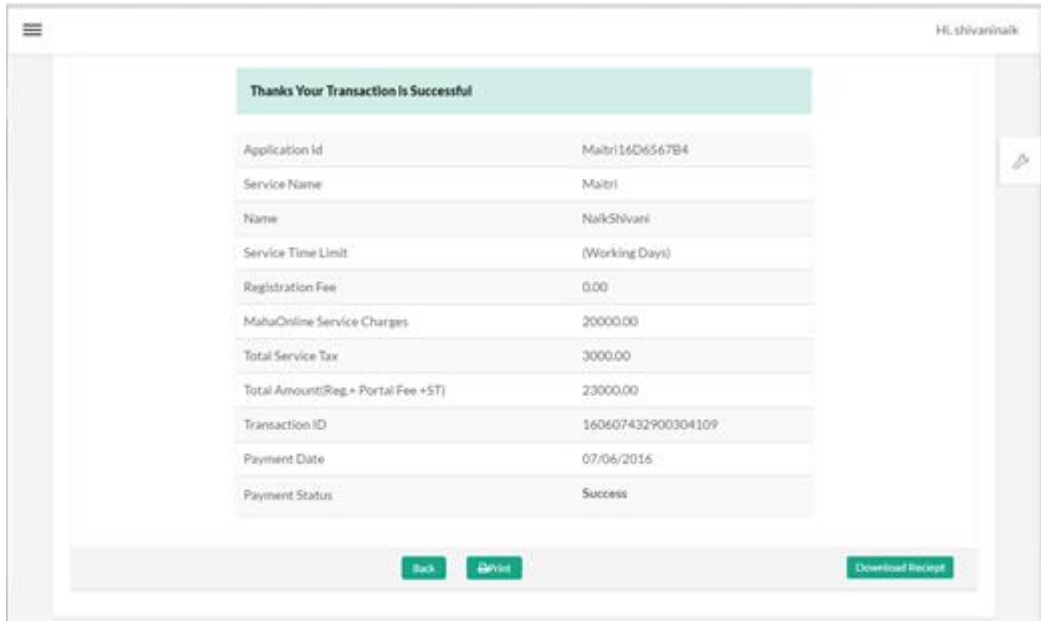 Hi, shivaninaik
Thanks Your Transaction is Successful
Application Id Maitri16D6567B4
Service Name Maitri
Name NaikShivani
Service Time Limit (Working Days)
Registration Fee 0.00
MahaOnline Service Charges 20000.00
Total Service Tax 3000.00
Total Amount(Reg.+ Portal Fee +ST) 23000.00
Transaction ID 160607432900304109
Payment Date 07/06/2016
Payment Status Success
Back Print Download Reciept